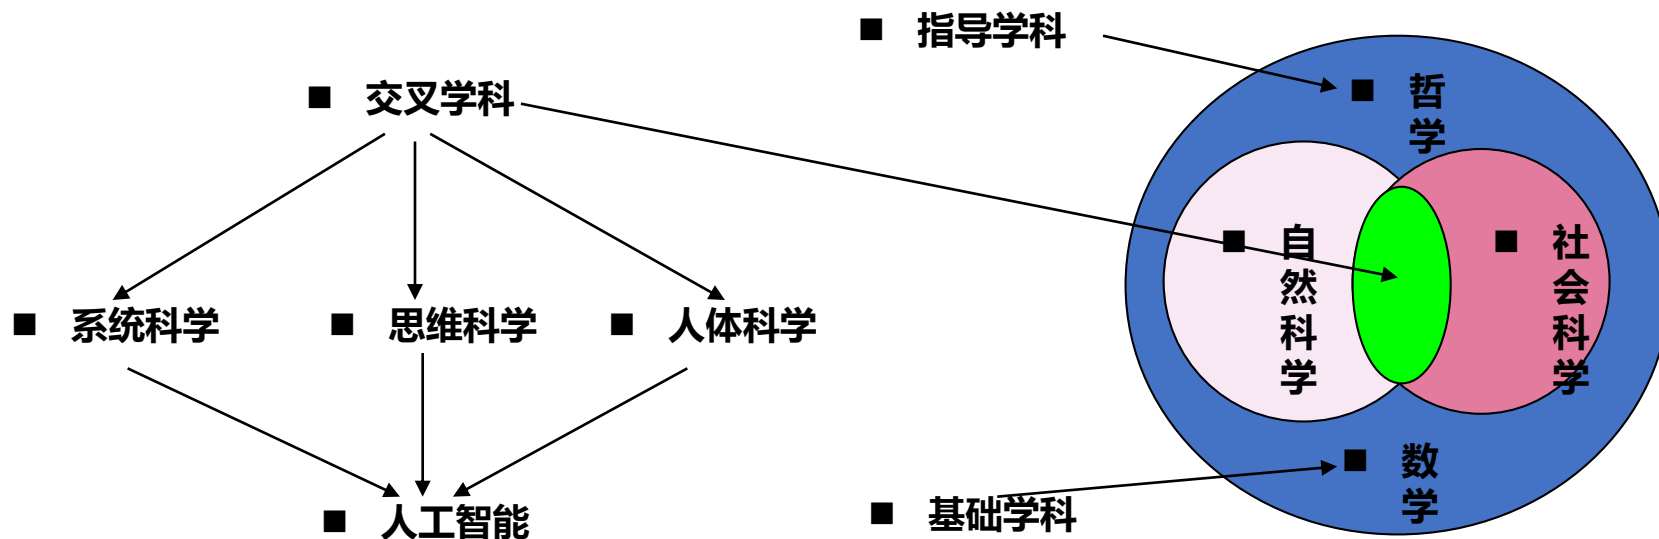 ■ 指导学科
■ 交叉学科
■ 哲学
■ 自然科学
■ 社会科学
■ 系统科学
■ 思维科学
■ 人体科学
■ 数学
■ 基础学科
■ 人工智能